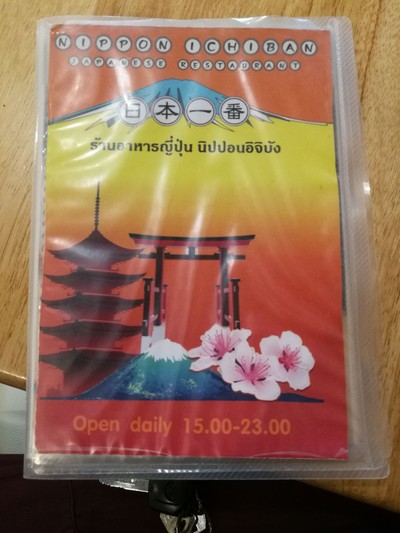 NIPPON ICHIBAN
JAPANESE RESTAURANT
日本一番
ร้านอาหารญี่ปุ่น นิปปอนอิจิบัง
Open daily 15.00-23.00